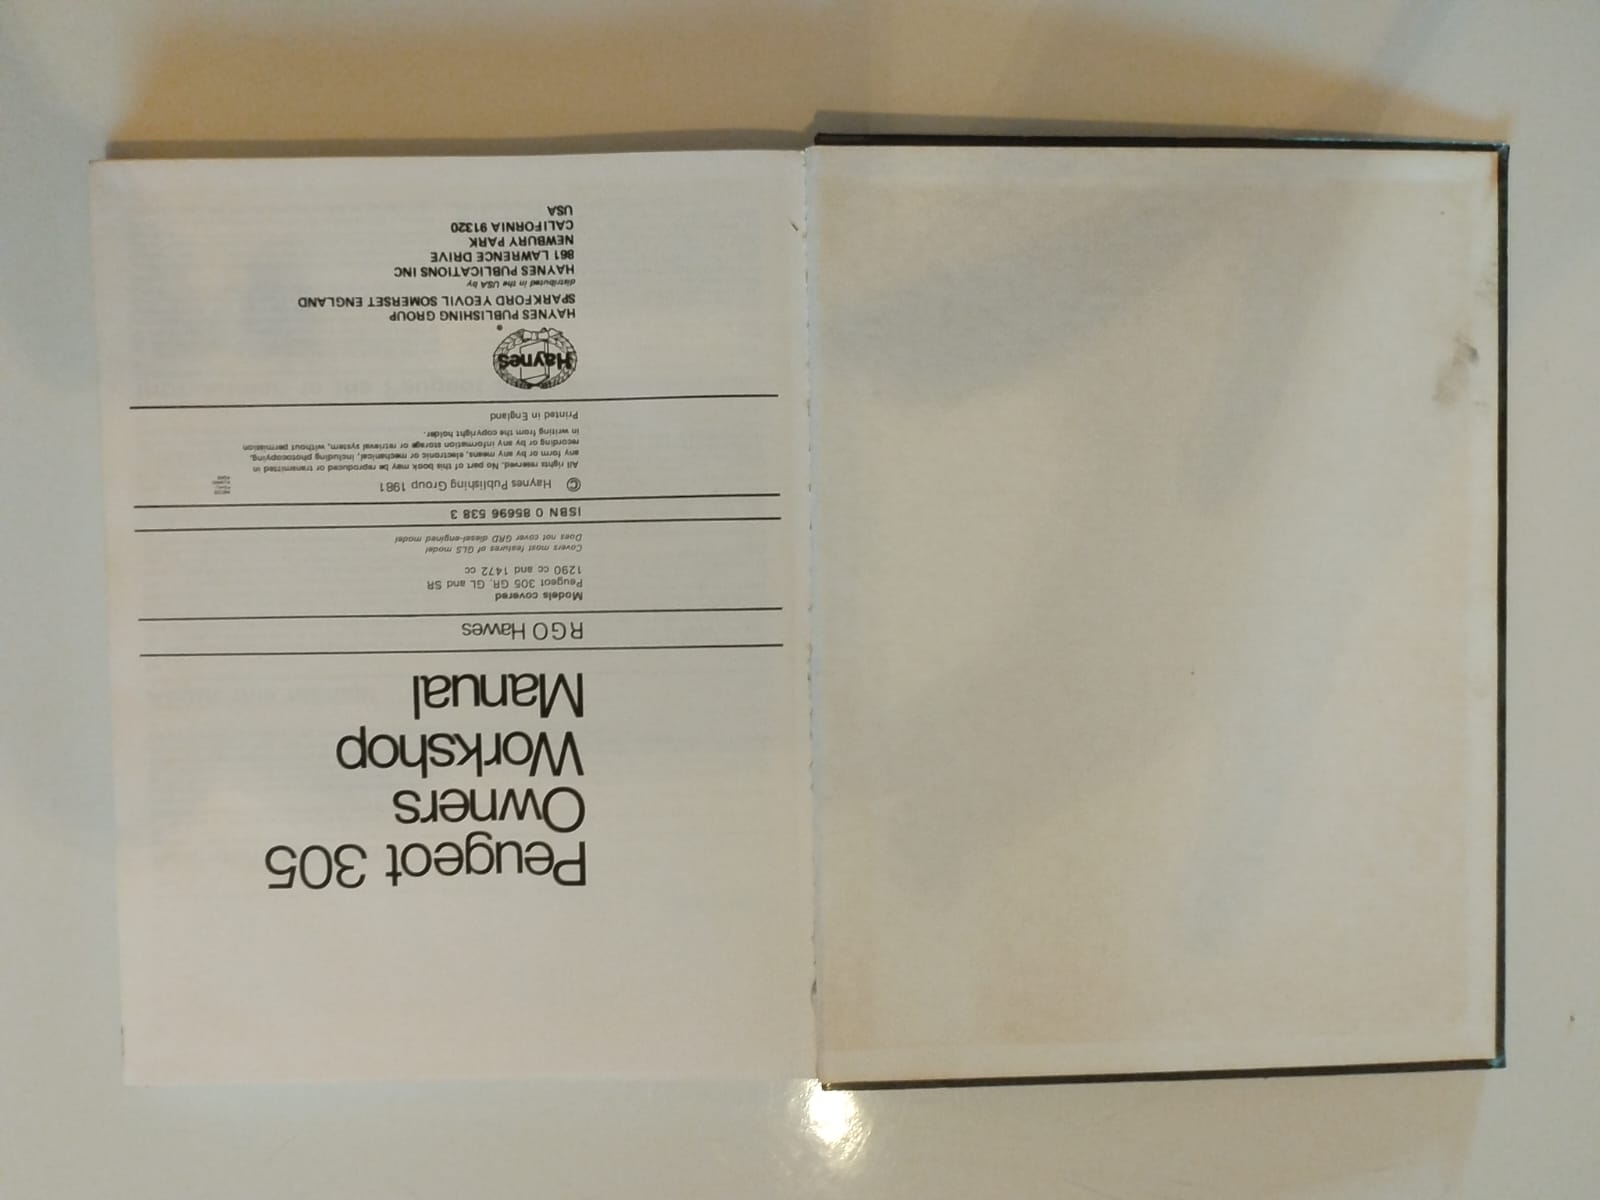 Peugeot 305
Owners
Workshop
Manual
RGO Hawes
Models covered
Peugeot 305 GR, GL and SR
1290 cc and 1472 cc
Covers most features of GLS model
Does not cover GRD diesel-engined model
ISBN 0 85696 538 3
© Haynes Publishing Group 1981
All rights reserved. No part of this book may be reproduced or transmitted in
any form or by any means, electronic or mechanical, including photocopying,
recording or by any information storage or retrieval system, without permission
in writing from the copyright holder.
Printed in England
Haynes
HAYNES PUBLISHING GROUP
SPARKFORD YEOVIL SOMERSET ENGLAND
distributed in the USA by
HAYNES PUBLICATIONS INC
861 LAWRENCE DRIVE
NEWBURY PARK
CALIFORNIA 91320
USA